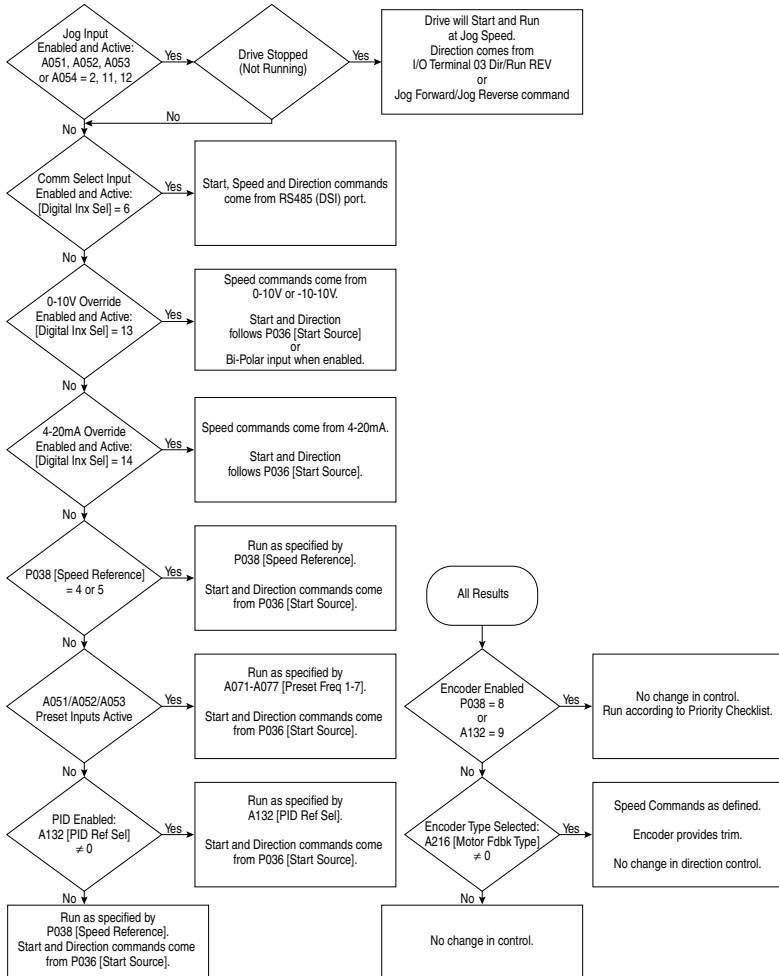 Jog Input
Enabled and Active:
A051, A052, A053
or A054 = 2, 11, 12
Yes
Drive Stopped
(Not Running)
Yes
Drive will Start and Run
at Jog Speed.
Direction comes from
I/O Terminal 03 Dir/Run REV
or
Jog Forward/Jog Reverse command
No
No
Comm Select Input
Enabled and Active:
[Digital Inx Sel] = 6
Yes
Start, Speed and Direction commands
come from RS485 (DSI) port.
No
0-10V Override
Enabled and Active:
[Digital Inx Sel] = 13
Yes
Speed commands come from
0-10V or -10-10V.
Start and Direction
follows P036 [Start Source]
or
Bi-Polar input when enabled.
No
4-20mA Override
Enabled and Active:
[Digital Inx Sel] = 14
Yes
Speed commands come from 4-20mA.
Start and Direction
follows P036 [Start Source].
No
P038 [Speed Reference]
= 4 or 5
Yes
Run as specified by
P038 [Speed Reference].
Start and Direction commands come
from P036 [Start Source].
No
A051/A052/A053
Preset Inputs Active
Yes
Run as specified by
A071-A077 [Preset Freq 1-7].
Start and Direction commands come
from P036 [Start Source].
No
PID Enabled:
A132 [PID Ref Sel]
≠ 0
Yes
Run as specified by
A132 [PID Ref Sel].
Start and Direction commands come
from P036 [Start Source].
No
Run as specified by
P038 [Speed Reference].
Start and Direction commands come
from P036 [Start Source].
All Results
Encoder Enabled
P038 = 8
or
A132 = 9
Yes
No change in control.
Run according to Priority Checklist.
No
Encoder Type Selected:
A216 [Motor Fdbk Type]
≠ 0
Yes
Speed Commands as defined.
Encoder provides trim.
No change in direction control.
No
No change in control.